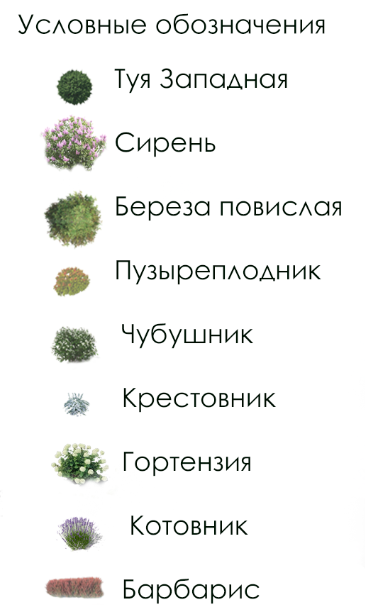 Условные обозначения
Туя Западная
Сирень
Береза повислая
Пузыреплодник
Чубушник
Крестовник
Гортензия
Котовник
Барбарис